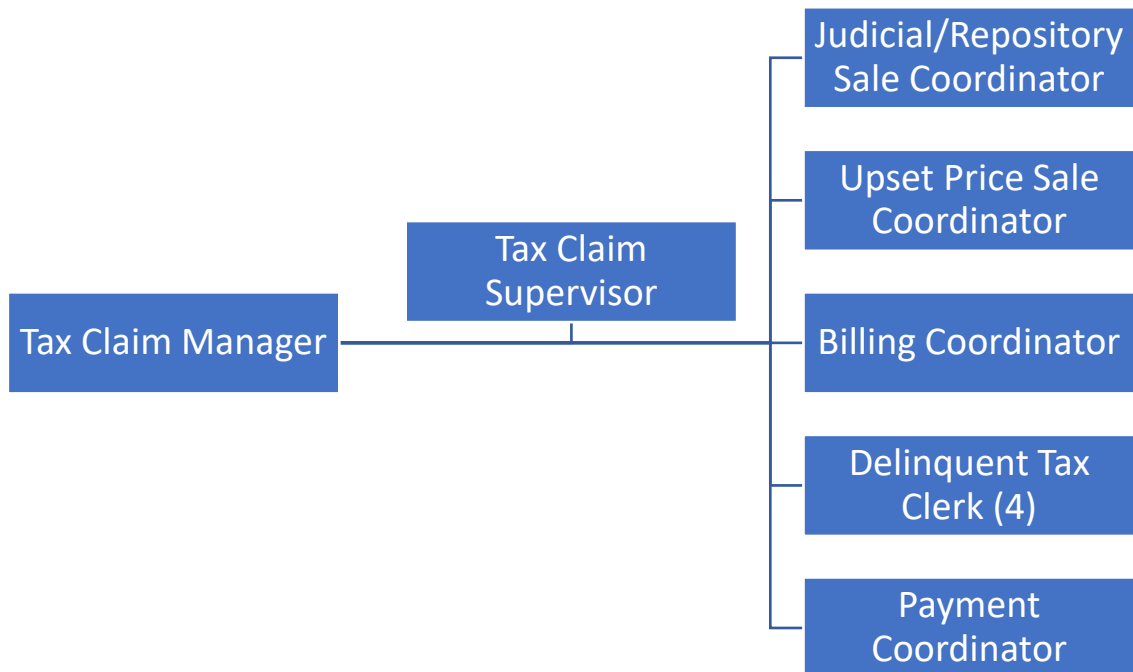 Tax Claim Manager
Tax Claim
Supervisor
Judicial/Repository
Sale Coordinator
Upset Price Sale
Coordinator
Billing Coordinator
Delinquent Tax
Clerk (4)
Payment
Coordinator